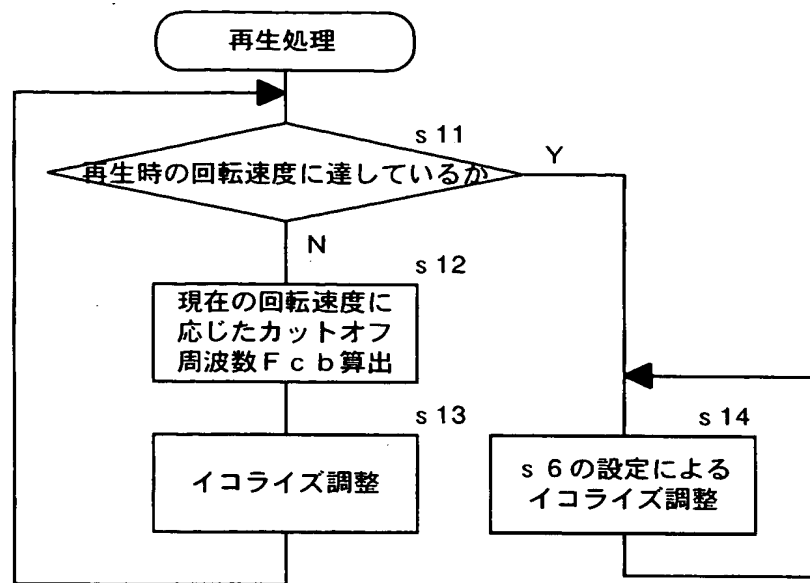 再生処理
s 11
再生時の回転速度に達しているか
Y
N
s 12
現在の回転速度に
応じたカットオフ
周波数Ｆｃｂ算出
s 13
イコライズ調整
s 14
s 6の設定による
イコライズ調整